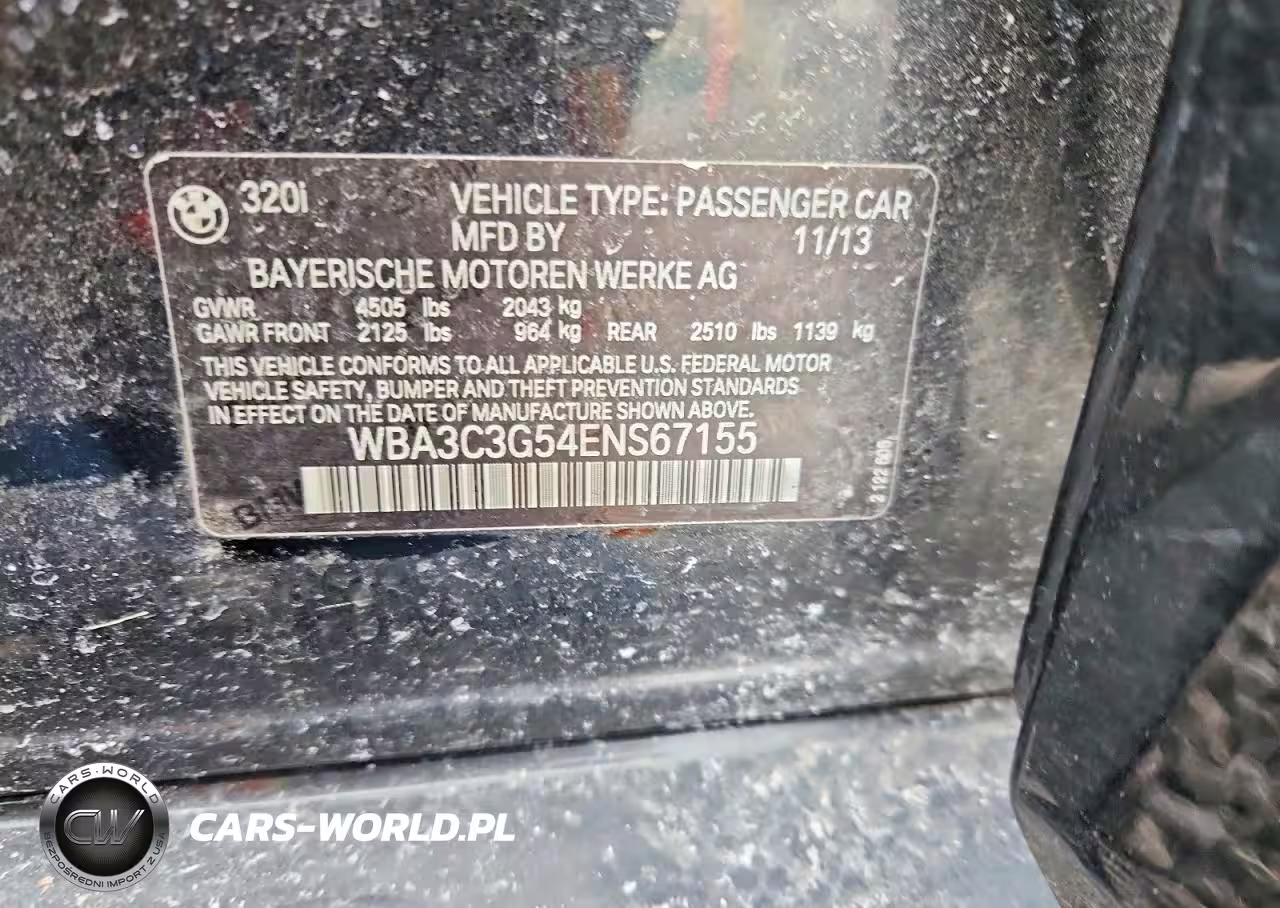 320i VEHICLE TYPE: PASSENGER CAR
MFD BY 11/13
BAYERISCHE MOTOREN WERKE AG
GVWR 4505 lbs 2043 kg
GAWR FRONT 2125 lbs 964 kg REAR 2510 lbs 1139 kg
THIS VEHICLE CONFORMS TO ALL APPLICABLE U.S. FEDERAL MOTOR
VEHICLE SAFETY, BUMPER AND THEFT PREVENTION STANDARDS
IN EFFECT ON THE DATE OF MANUFACTURE SHOWN ABOVE.
WBA3C3G54ENS67155
CARS-WORLD
CW
BEZPOŚREDNI IMPORT Z USA
CARS-WORLD.PL